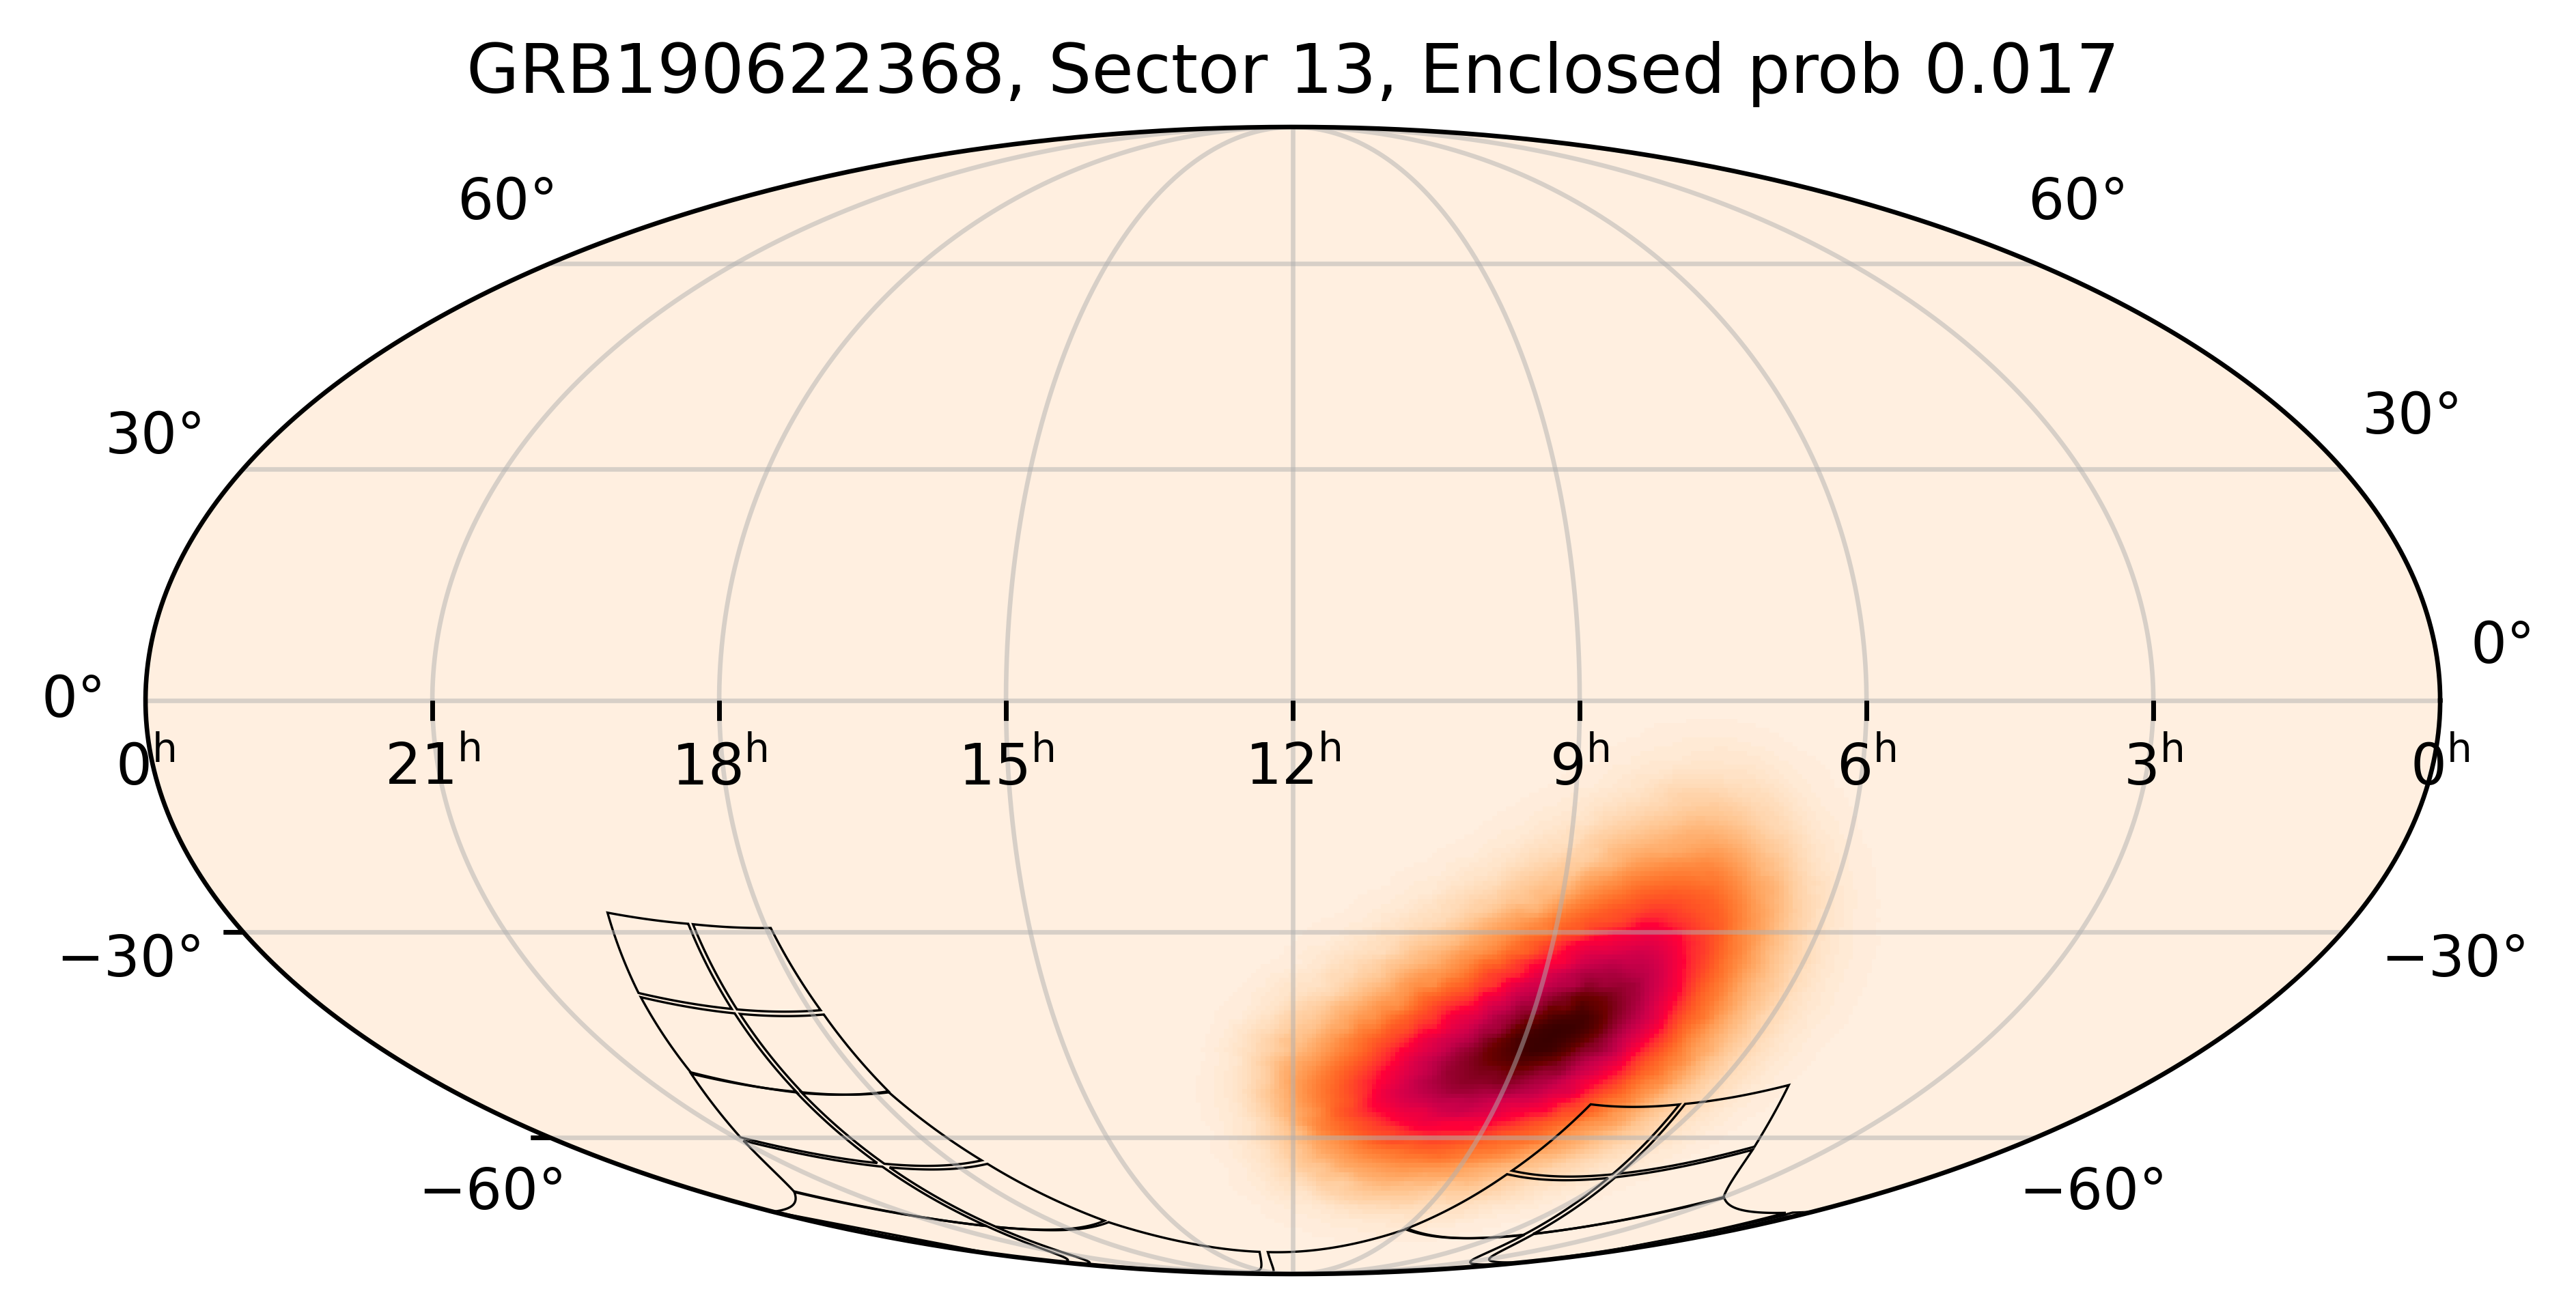 GRB190622368, Sector 13, Enclosed prob 0.017
60° 60°
30° 30°
0° 0°
0ʰ 21ʰ 18ʰ 15ʰ 12ʰ 9ʰ 6ʰ 3ʰ 0ʰ
−30° −30°
−60° −60°